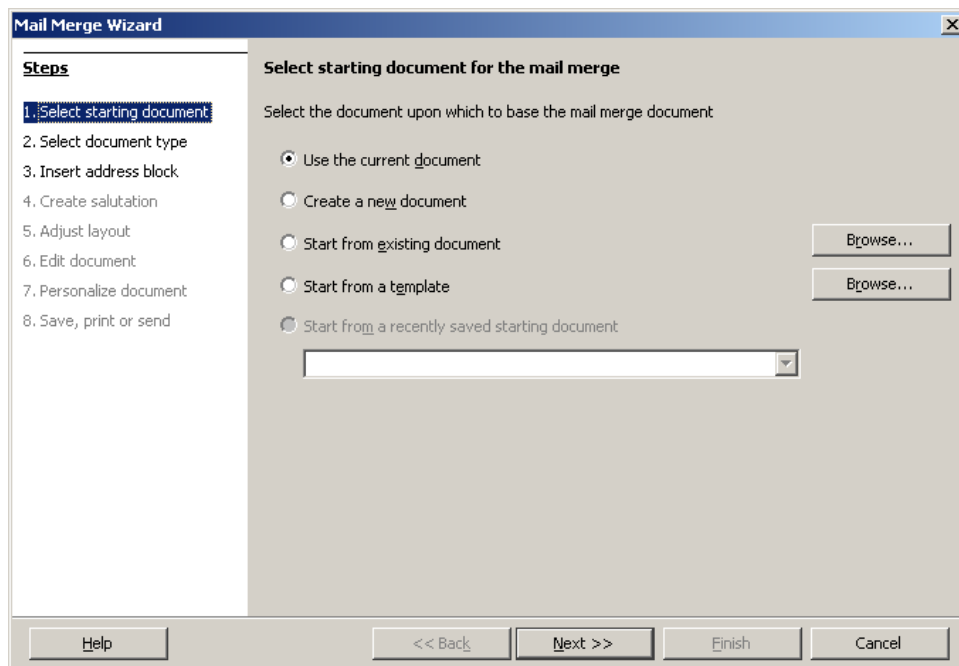 Mail Merge Wizard
Steps
1. Select starting document
2. Select document type
3. Insert address block
4. Create salutation
5. Adjust layout
6. Edit document
7. Personalize document
8. Save, print or send
Select starting document for the mail merge
Select the document upon which to base the mail merge document
Use the current document
Create a new document
Start from existing document
Browse...
Start from a template
Browse...
Start from a recently saved starting document
Help
<< Back
Next >>
Finish
Cancel